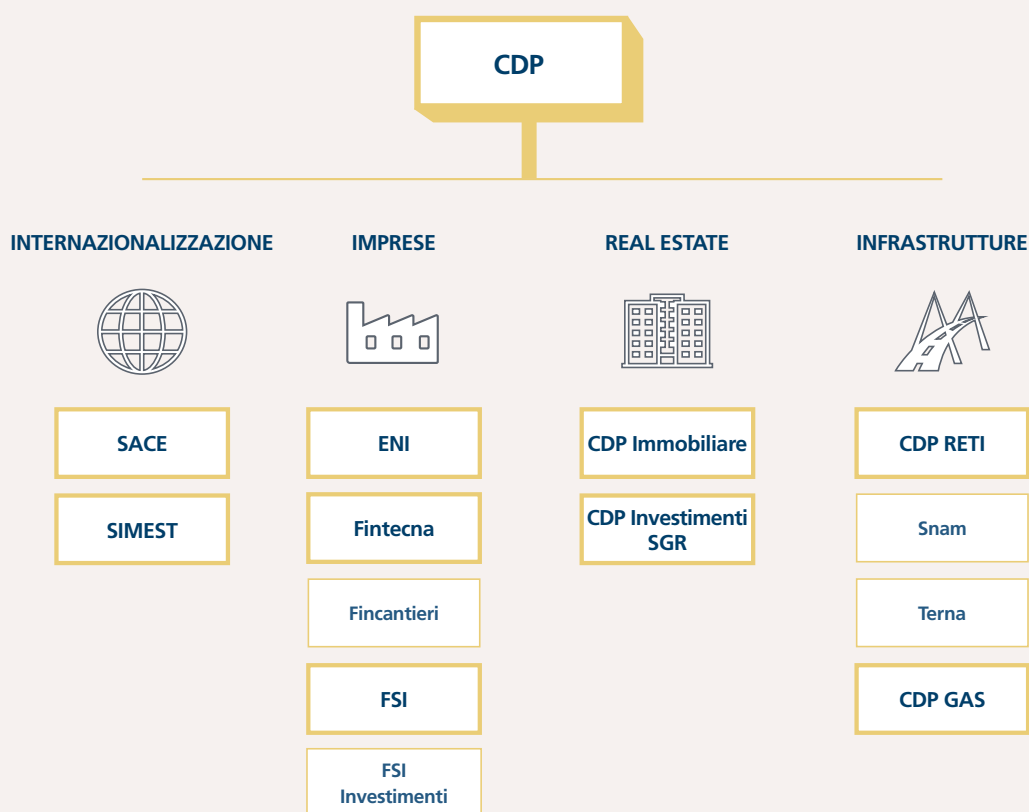 CDP
INTERNAZIONALIZZAZIONE
SACE
SIMEST
IMPRESE
ENI
Fintecna
Fincantieri
FSI
FSI
Investimenti
REAL ESTATE
CDP Immobiliare
CDP Investimenti
SGR
INFRASTRUTTURE
CDP RETI
Snam
Terna
CDP GAS